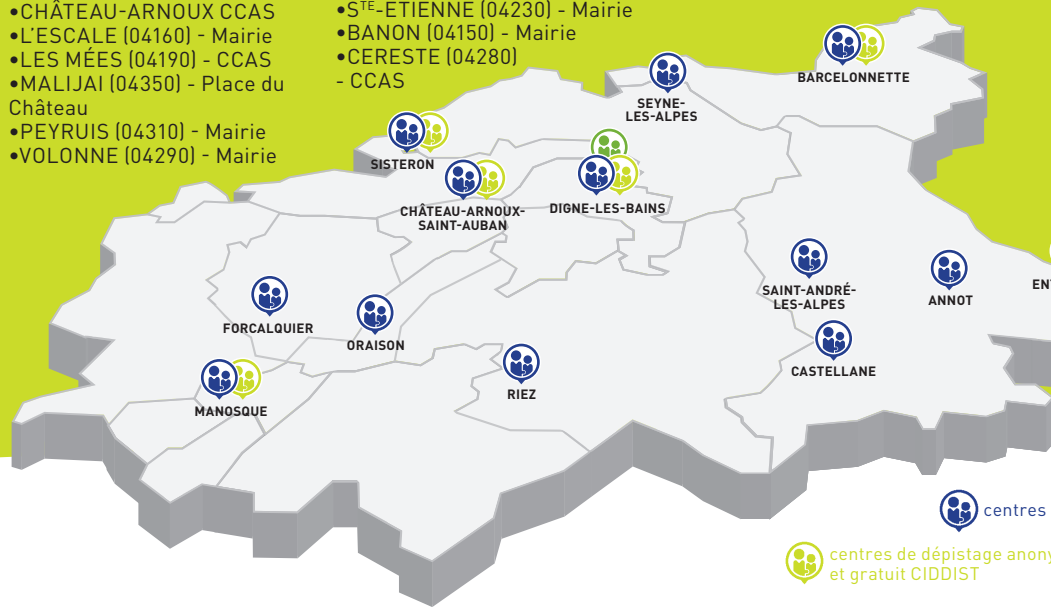 •CHÂTEAU-ARNOUX CCAS
•L'ESCALE (04160) - Mairie
•LES MÉES (04190) - CCAS
•MALIJAI (04350) - Place du
Château
•PEYRUIS (04310) - Mairie
•VOLONNE (04290) - Mairie
•STE-ETIENNE (04230) - Mairie
•BANON (04150) - Mairie
•CERESTE (04280)
- CCAS
BARCELONNETTE
SEYNE-
LES-ALPES
SISTERON
CHÂTEAU-ARNOUX-
SAINT-AUBAN
DIGNE-LES-BAINS
SAINT-ANDRÉ-
LES-ALPES
ANNOT
ENT
FORCALQUIER
ORAISON
CASTELLANE
RIEZ
MANOSQUE
centres
centres de dépistage anony
et gratuit CIDDIST